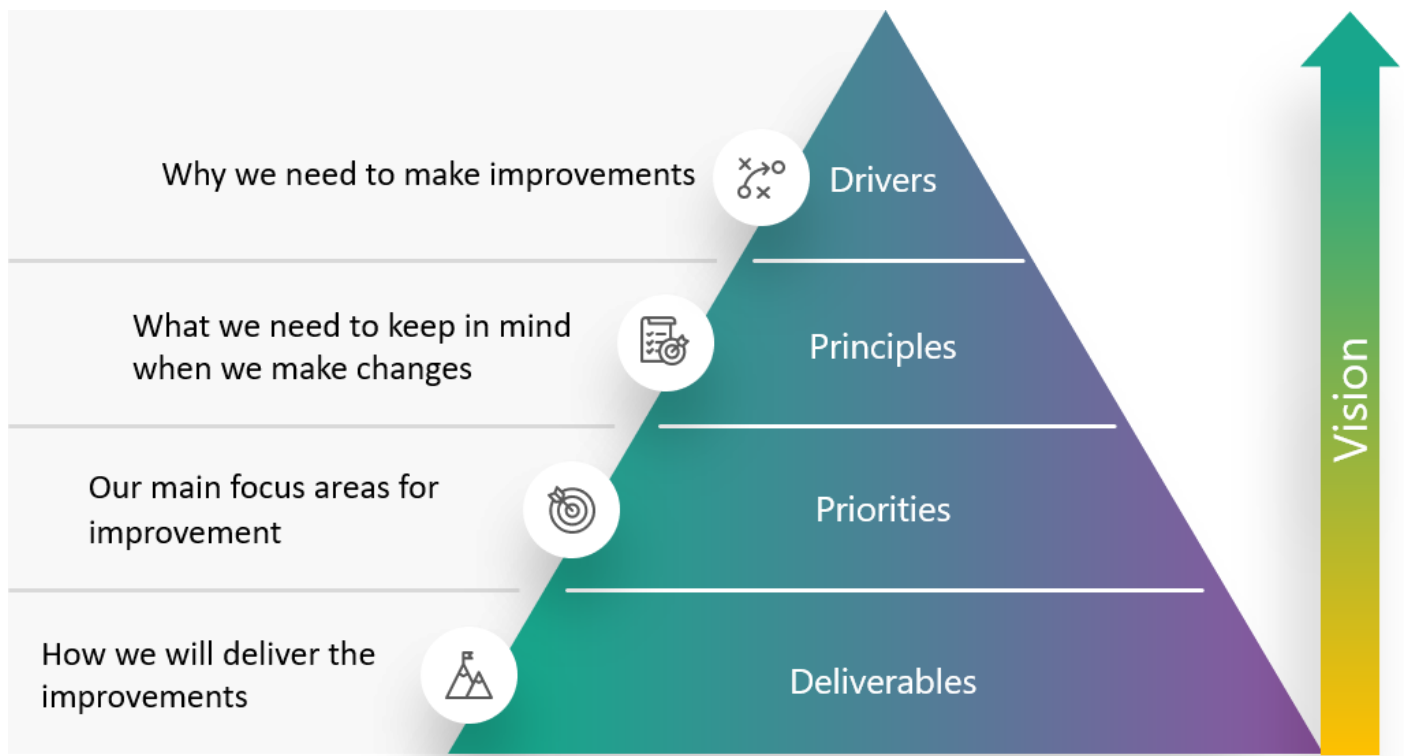 Why we need to make improvements
Drivers
What we need to keep in mind
when we make changes
Principles
Our main focus areas for
improvement
Priorities
How we will deliver the
improvements
Deliverables
Vision